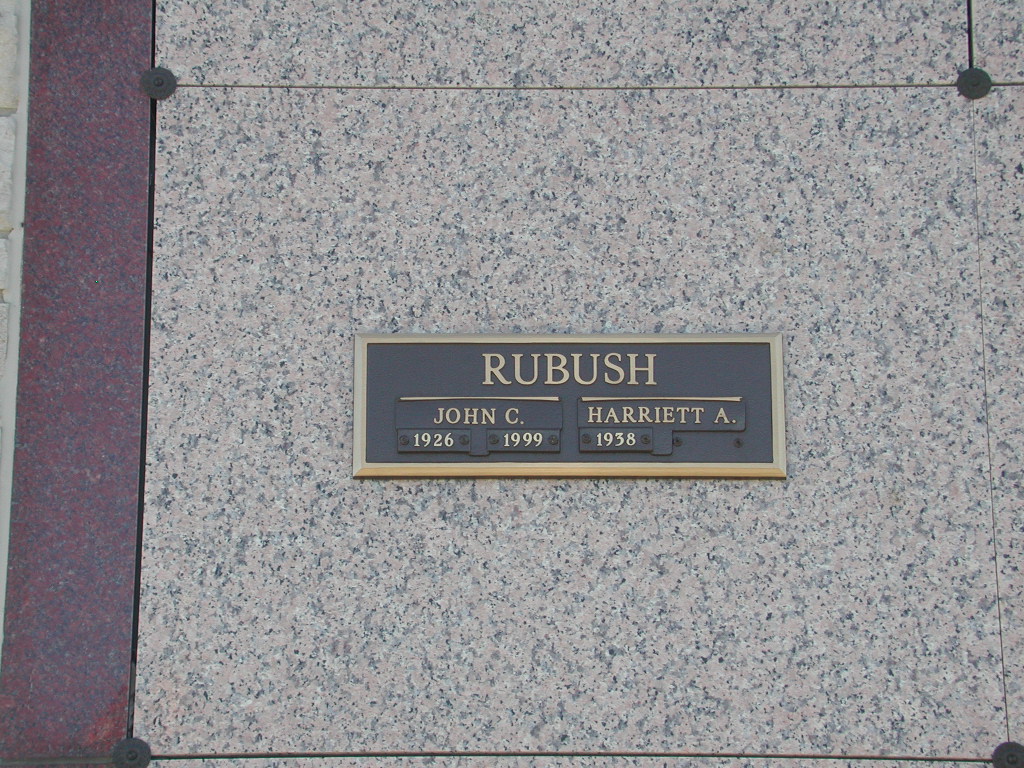 RUBUSH
JOHN C. HARRIETT A.
1926 1999 1938